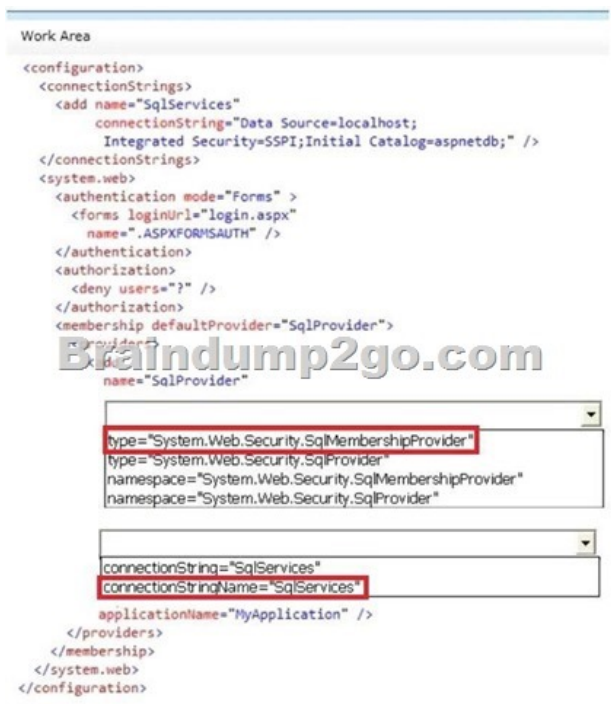 Work Area
<configuration>
<connectionStrings>
<add name="SqlServices"
connectionString="Data Source=localhost;
Integrated Security=SSPI;Initial Catalog=aspnetdb;" />
</connectionStrings>
<system.web>
<authentication mode="Forms" >
<forms loginUrl="login.aspx"
name=".ASPXFORMSAUTH" />
</authentication>
<authorization>
<deny users="?" />
</authorization>
<membership defaultProvider="SqlProvider">
Braindump2go.com
name="SqlProvider"
type="System.Web.Security.SqlMembershipProvider"
type="System.Web.Security.SqlProvider"
namespace="System.Web.Security.SqlMembershipProvider"
namespace="System.Web.Security.SqlProvider"
connectionString="SqlServices"
connectionStringName="SqlServices"
applicationName="MyApplication" />
</providers>
</membership>
</system.web>
</configuration>